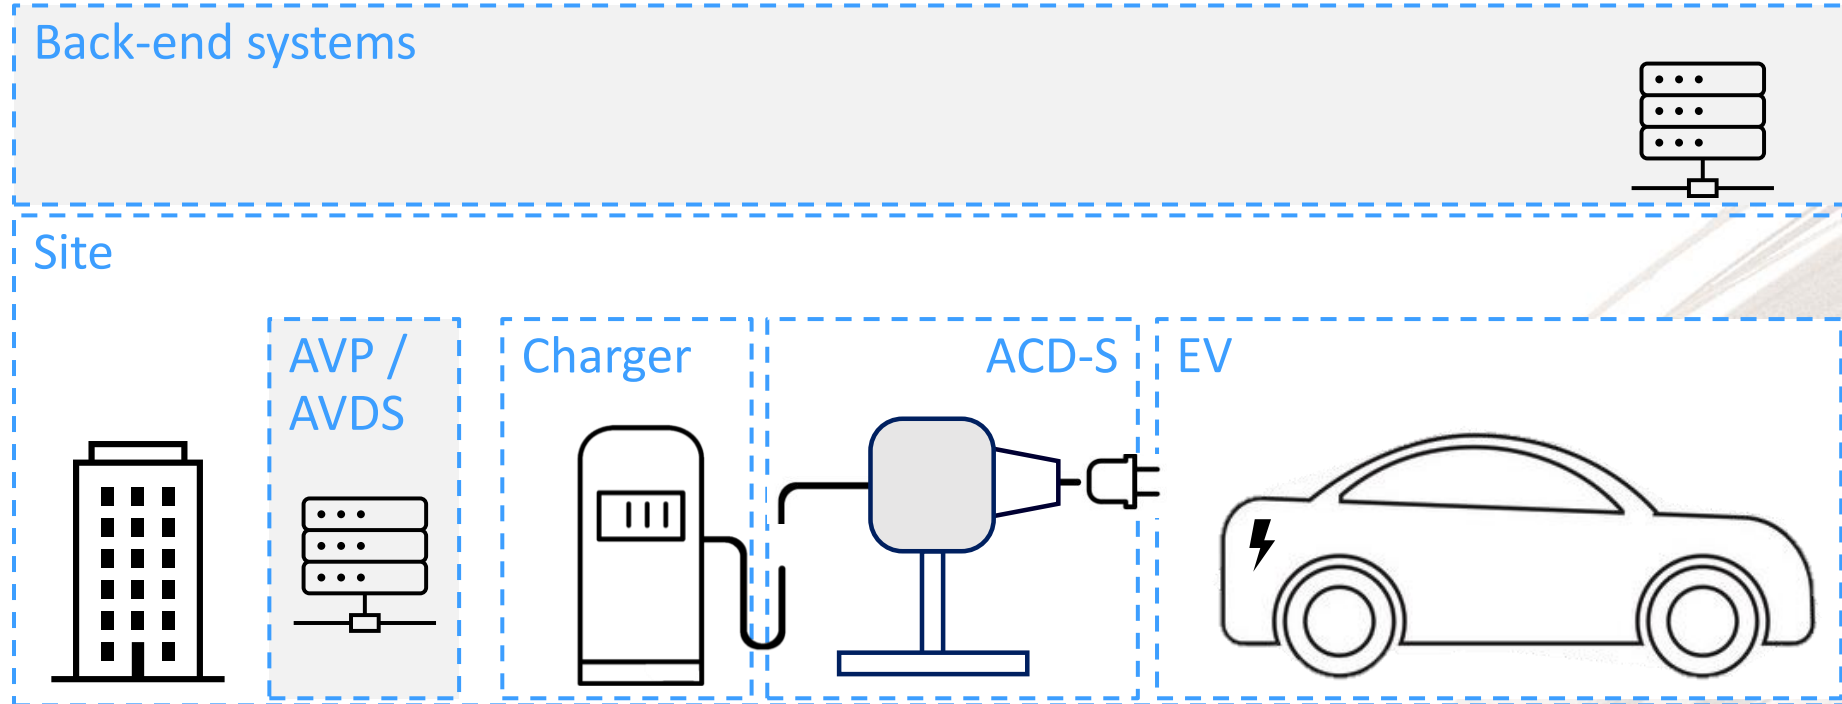 Back-end systems
Site
AVP /
AVDS
Charger
ACD-S
EV